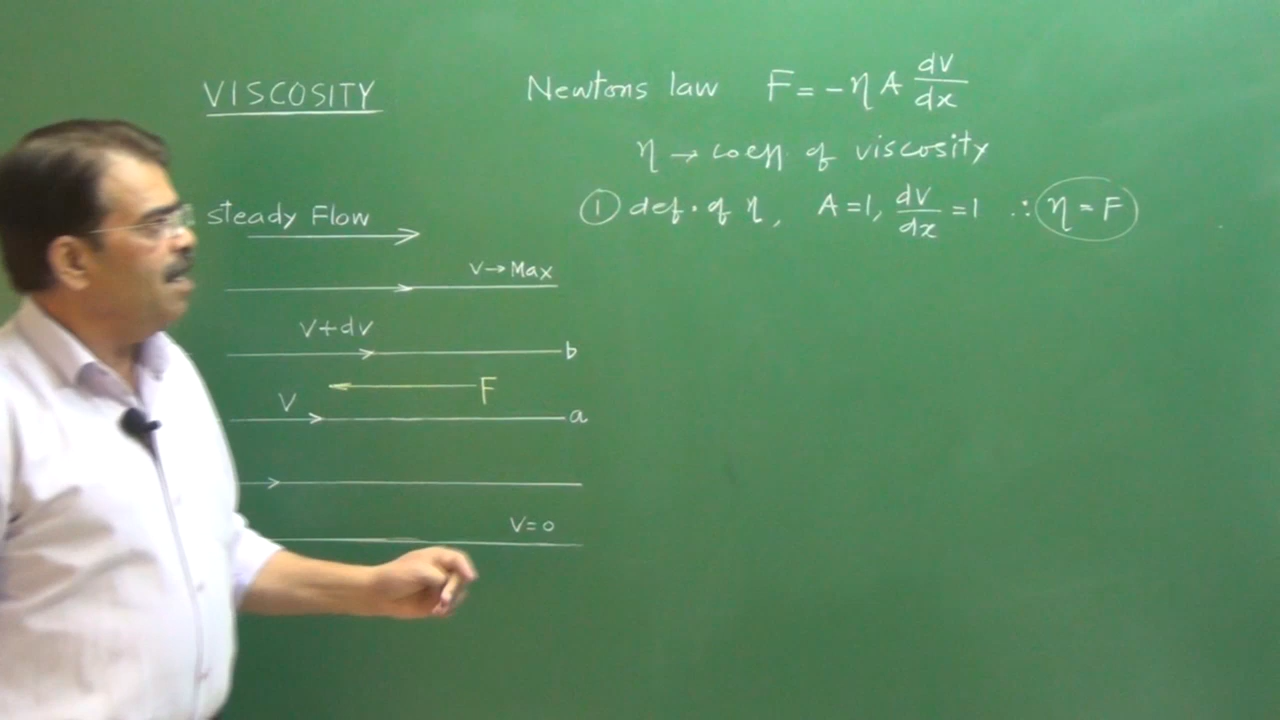 VISCOSITY
steady Flow
V→Max
V+dV
b
F
V
a
V=0
Newtons law F = -η A dV/dx
η → coeff. of viscosity
① def. of η, A=1, dV/dx =1 ∴ η = F